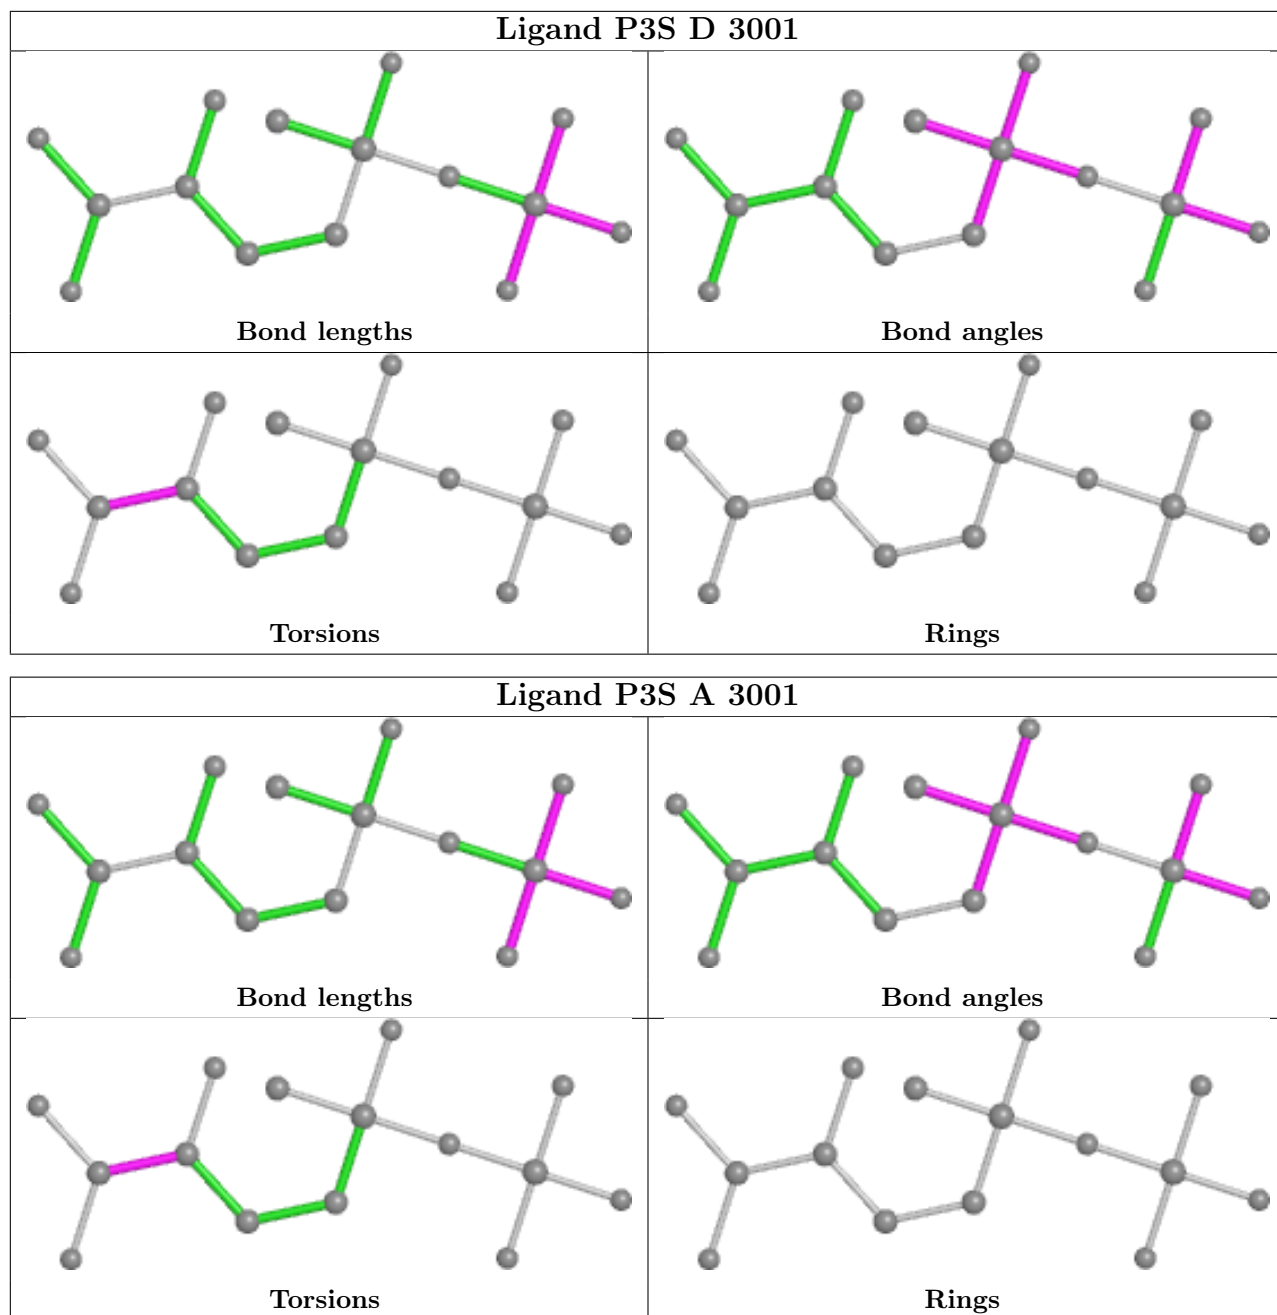 Ligand P3S D 3001
Bond lengths
Bond angles
Torsions
Rings
Ligand P3S A 3001
Bond lengths
Bond angles
Torsions
Rings